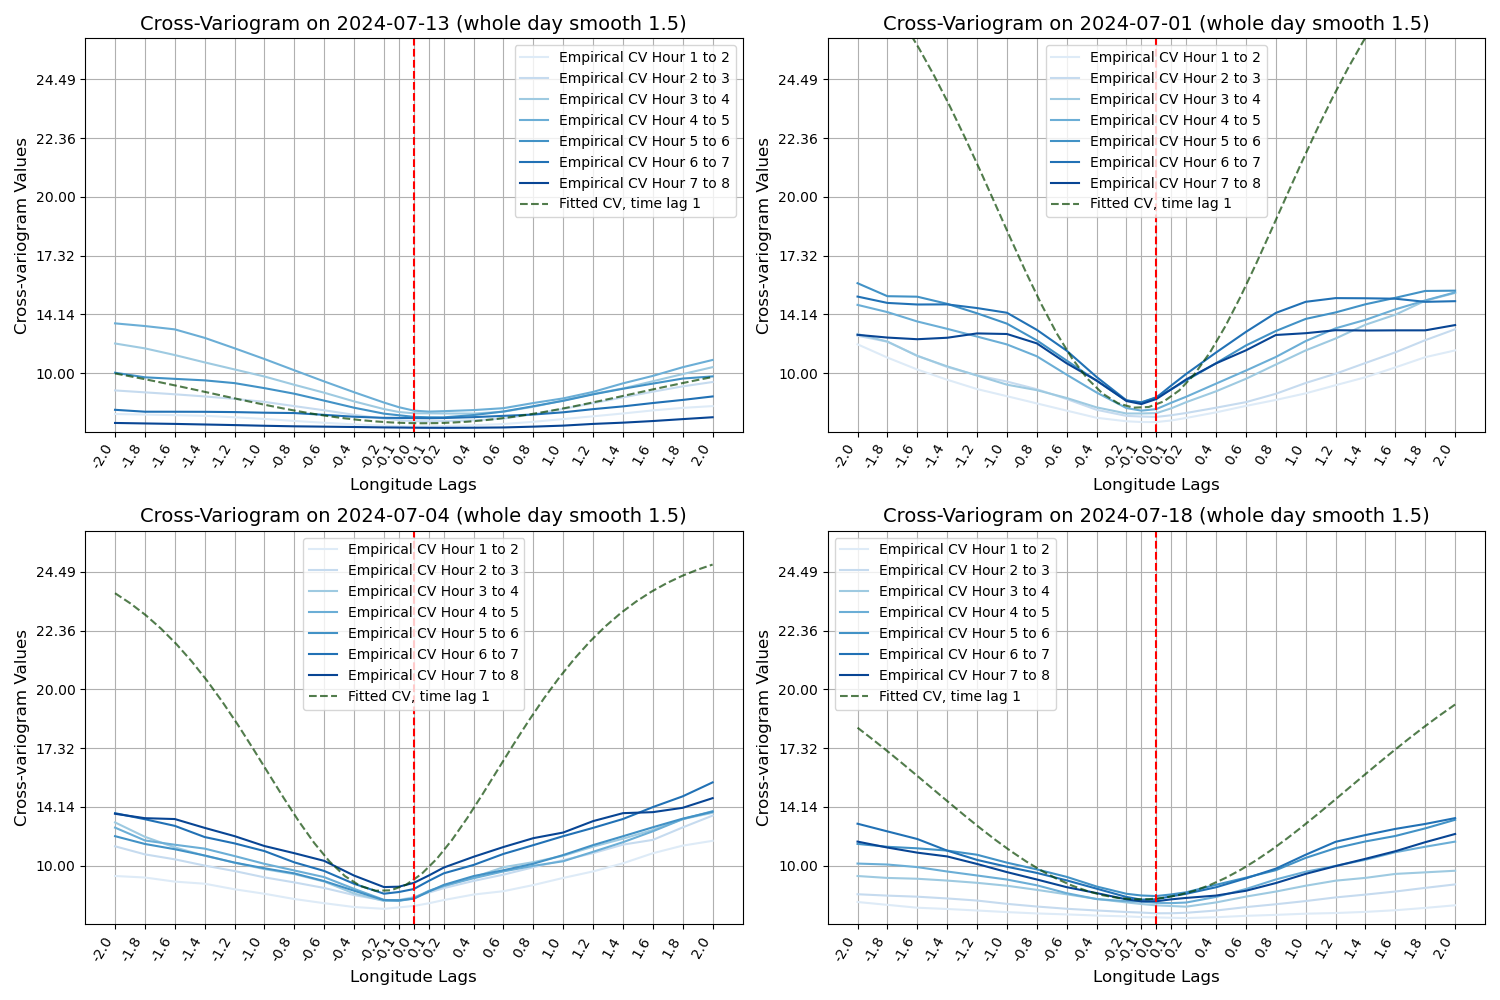 Cross-Variogram on 2024-07-13 (whole day smooth 1.5)
Cross-variogram Values
24.49
22.36
20.00
17.32
14.14
10.00
Empirical CV Hour 1 to 2
Empirical CV Hour 2 to 3
Empirical CV Hour 3 to 4
Empirical CV Hour 4 to 5
Empirical CV Hour 5 to 6
Empirical CV Hour 6 to 7
Empirical CV Hour 7 to 8
Fitted CV, time lag 1
-2.0 -1.8 -1.6 -1.4 -1.2 -1.0 -0.8 -0.6 -0.4 -0.2 -0.1 0.0 0.1 0.2 0.4 0.6 0.8 1.0 1.2 1.4 1.6 1.8 2.0
Longitude Lags
Cross-Variogram on 2024-07-01 (whole day smooth 1.5)
Cross-variogram Values
24.49
22.36
20.00
17.32
14.14
10.00
Empirical CV Hour 1 to 2
Empirical CV Hour 2 to 3
Empirical CV Hour 3 to 4
Empirical CV Hour 4 to 5
Empirical CV Hour 5 to 6
Empirical CV Hour 6 to 7
Empirical CV Hour 7 to 8
Fitted CV, time lag 1
-2.0 -1.8 -1.6 -1.4 -1.2 -1.0 -0.8 -0.6 -0.4 -0.2 -0.1 0.0 0.1 0.2 0.4 0.6 0.8 1.0 1.2 1.4 1.6 1.8 2.0
Longitude Lags
Cross-Variogram on 2024-07-04 (whole day smooth 1.5)
Cross-variogram Values
24.49
22.36
20.00
17.32
14.14
10.00
Empirical CV Hour 1 to 2
Empirical CV Hour 2 to 3
Empirical CV Hour 3 to 4
Empirical CV Hour 4 to 5
Empirical CV Hour 5 to 6
Empirical CV Hour 6 to 7
Empirical CV Hour 7 to 8
Fitted CV, time lag 1
-2.0 -1.8 -1.6 -1.4 -1.2 -1.0 -0.8 -0.6 -0.4 -0.2 -0.1 0.0 0.1 0.2 0.4 0.6 0.8 1.0 1.2 1.4 1.6 1.8 2.0
Longitude Lags
Cross-Variogram on 2024-07-18 (whole day smooth 1.5)
Cross-variogram Values
24.49
22.36
20.00
17.32
14.14
10.00
Empirical CV Hour 1 to 2
Empirical CV Hour 2 to 3
Empirical CV Hour 3 to 4
Empirical CV Hour 4 to 5
Empirical CV Hour 5 to 6
Empirical CV Hour 6 to 7
Empirical CV Hour 7 to 8
Fitted CV, time lag 1
-2.0 -1.8 -1.6 -1.4 -1.2 -1.0 -0.8 -0.6 -0.4 -0.2 -0.1 0.0 0.1 0.2 0.4 0.6 0.8 1.0 1.2 1.4 1.6 1.8 2.0
Longitude Lags